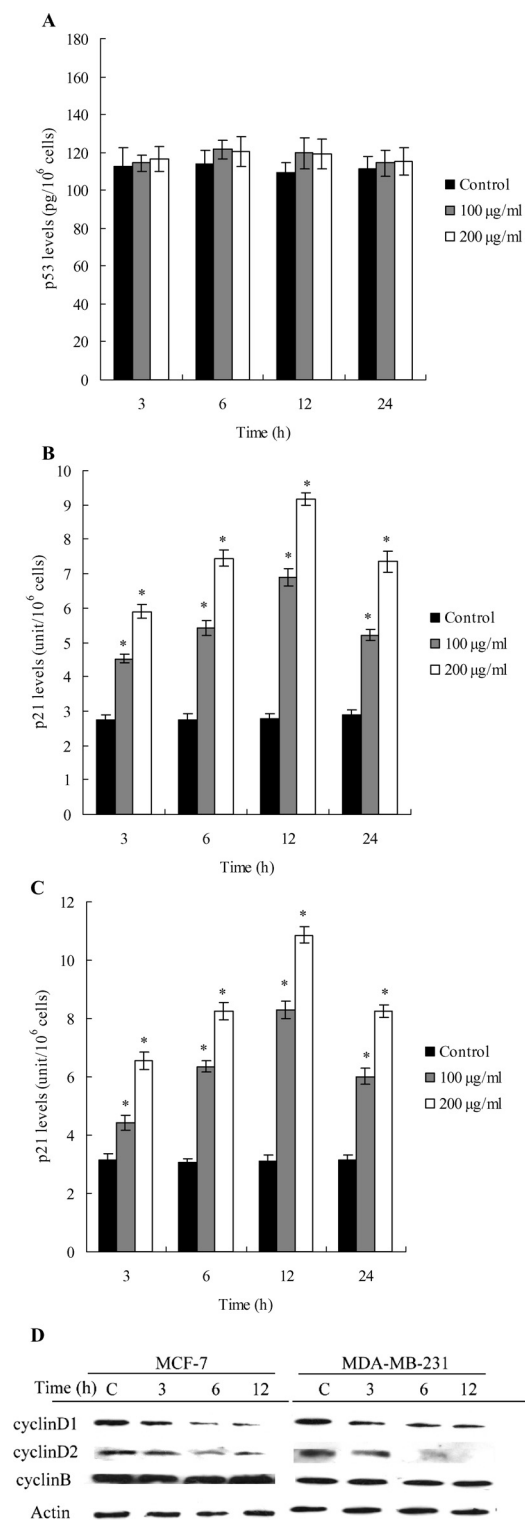 A
p53 levels (pg/10⁶ cells)
180
160
140
120
100
80
60
40
20
0
3 6 12 24
Time (h)
Control
100 µg/ml
200 µg/ml
B
p21 levels (unit/10⁶ cells)
10
9
8
7
6
5
4
3
2
1
0
* * * * * * * *
3 6 12 24
Time (h)
Control
100 µg/ml
200 µg/ml
C
p21 levels (unit/10⁶ cells)
12
10
8
6
4
2
0
* * * * * * * *
3 6 12 24
Time (h)
Control
100 µg/ml
200 µg/ml
D
MCF-7 MDA-MB-231
Time (h) C 3 6 12 C 3 6 12
cyclinD1
cyclinD2
cyclinB
Actin